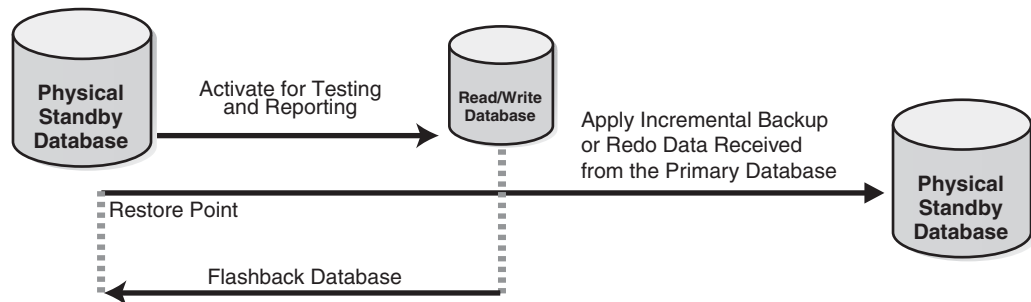 Physical
Standby
Database
Activate for Testing
and Reporting
Read/Write
Database
Apply Incremental Backup
or Redo Data Received
from the Primary Database
Physical
Standby
Database
Restore Point
Flashback Database